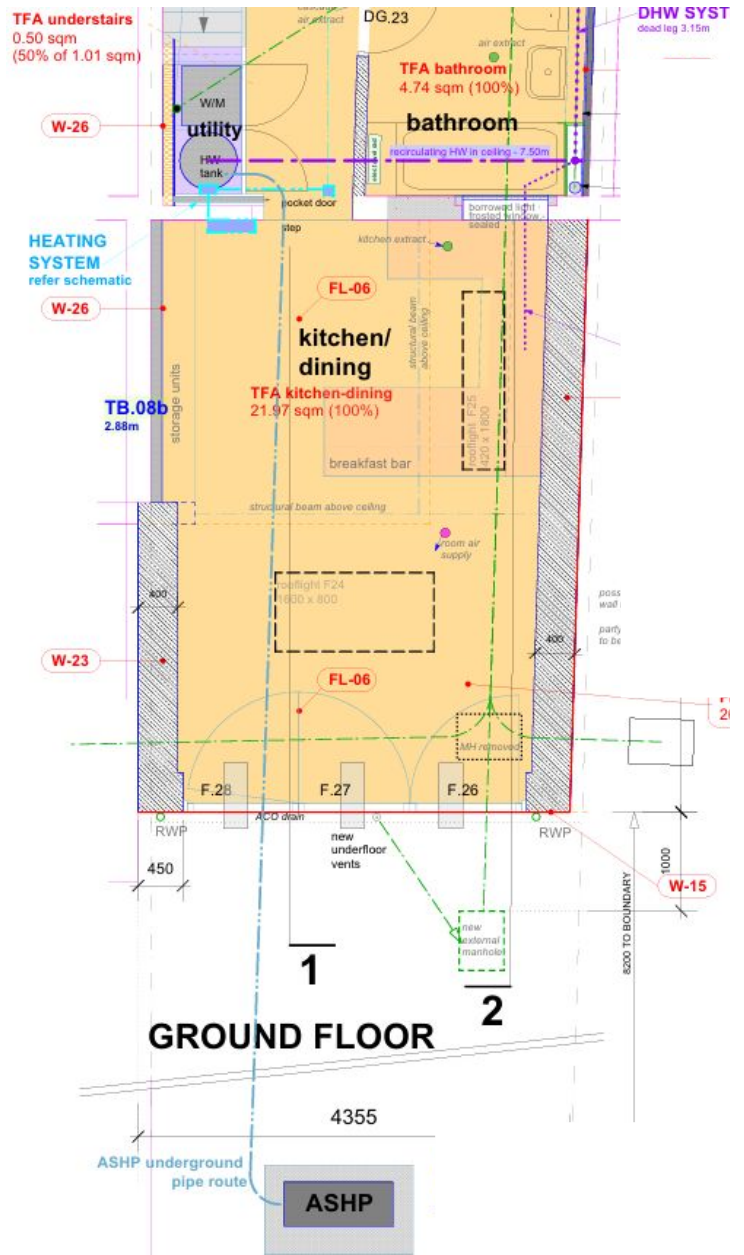 TFA understairs
0.50 sqm
(50% of 1.01 sqm)
DG.23
air extract
DHW SYST
dead leg 3.15m
TFA bathroom
4.74 sqm (100%)
W/M
W-26
utility
bathroom
recirculating HW in ceiling - 7.50m
HW
tank
pocket door
step
borrowed light -
frosted window,
sealed
HEATING
SYSTEM
refer schematic
kitchen extract
FL-06
W-26
kitchen/
dining
structural beam
above ceiling
TFA kitchen-dining
21.97 sqm (100%)
TB.08b
2.88m
storage units
rooflight F25
420 x 1800
breakfast bar
structural beam above ceiling
room air
supply
rooflight F24
1600 x 800
400
400
poss
wall
party
to be
W-23
FL-06
MH removed
F.28
F.27
F.26
ACO drain
RWP
RWP
new
underfloor
vents
450
1000
W-15
new
external
manhole
8200 TO BOUNDARY
1
2
GROUND FLOOR
4355
ASHP underground
pipe route
ASHP